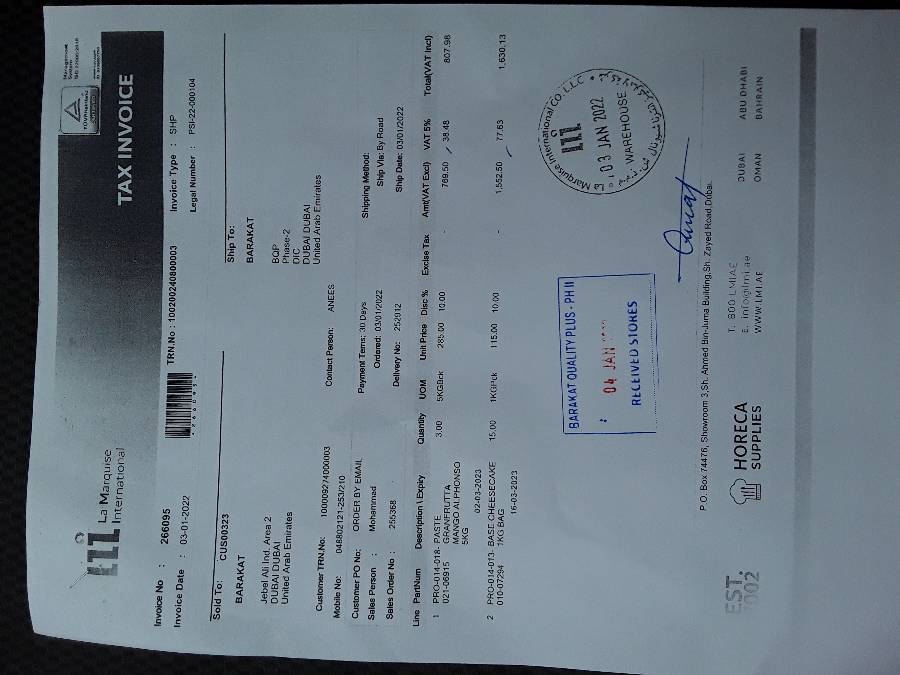 La Marquise
International
Management
System
TAX INVOICE
Invoice No : 266095
TRN.No : 100200240800003
Invoice Type : SHP
Invoice Date : 03-01-2022
Legal Number : PSI-22-000104
Sold To: CUS00323
Ship To:
BARAKAT
BARAKAT
Jebel Ali Ind. Area 2
DUBAI DUBAI
United Arab Emirates
BQP
Phase-2
DIC
DUBAI DUBAI
United Arab Emirates
Customer TRN.No: 100009274000003
Mobile No: 048802121-253/210
Contact Person: ANEES
Customer PO No: ORDER BY EMAIL
Payment Terms: 30 Days
Shipping Method:
Sales Person : Mohammad
Ordered: 03/01/2022
Ship Via: By Road
Sales Order No : 255368
Delivery No: 252012
Ship Date: 03/01/2022
Line PartNum Description \ Expiry Quantity UOM Unit Price Disc % Excise Tax Amt(VAT Excl) VAT 5% Total(VAT Incl)
1 PRO-014-018- PASTE 3.00 5KGBck 285.00 10.00 - 769.50 38.48 807.98
021-06915 GRANFRUTTA
MANGO ALPHONSO
5KG
02-03-2023
2 PRO-014-013- BASE CHEESECAKE 15.00 1KGPck 115.00 10.00 - 1,552.50 77.63 1,630.13
010-07294 1KG BAG
16-03-2023
BARAKAT QUALITY PLUS - PH II
: 04 JAN
RECEIVED STORES
La Marquise International CO. L.L.C
03 JAN 2022
WAREHOUSE
P.O. Box 74476, Showroom 3,Sh. Ahmed Bin-Juma Building,Sh. Zayed Road,Dubai.
EST.
2002
HORECA
SUPPLIES
T. 800 LMI.AE
E. info@lmi.ae
WWW.LMI.AE
DUBAI
OMAN
ABU DHABI
BAHRAIN